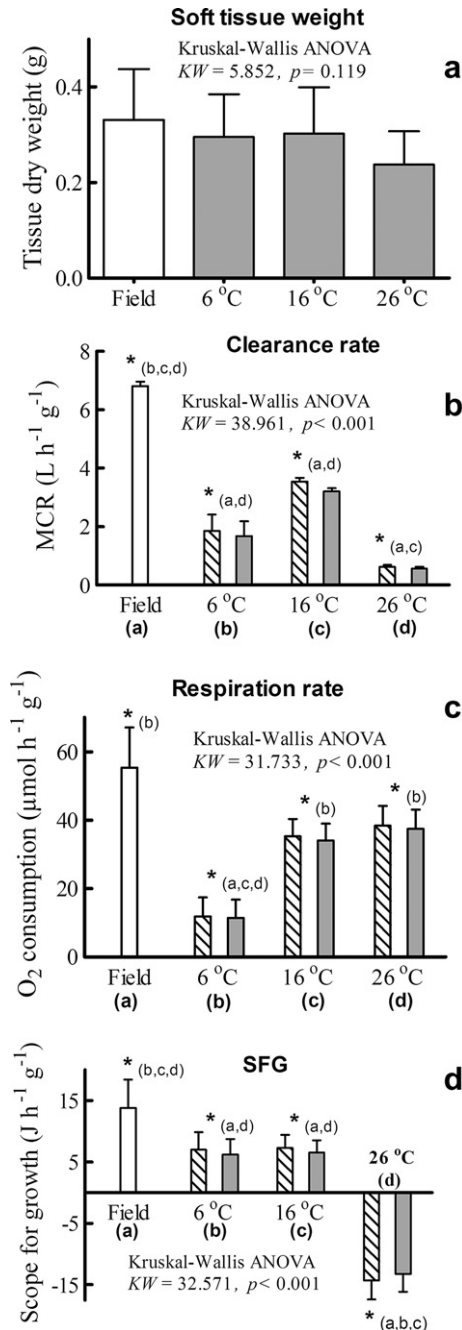 Soft tissue weight
Kruskal-Wallis ANOVA
KW = 5.852, p= 0.119
a
Tissue dry weight (g)
0.4
0.2
0.0
Field 6 °C 16 °C 26 °C
Clearance rate
b
MCR (L h⁻¹ g⁻¹)
8
6
4
2
0
* (b,c,d)
Kruskal-Wallis ANOVA
KW = 38.961, p< 0.001
* (a,d)
* (a,d)
* (a,c)
Field 6 °C 16 °C 26 °C
(a) (b) (c) (d)
Respiration rate
c
O₂ consumption (μmol h⁻¹ g⁻¹)
60
40
20
0
* (b)
Kruskal-Wallis ANOVA
KW = 31.733, p< 0.001
* (a,c,d)
* (b)
* (b)
Field 6 °C 16 °C 26 °C
(a) (b) (c) (d)
SFG
d
Scope for growth (J h⁻¹ g⁻¹)
15
5
-5
-15
* (b,c,d)
* (a,d)
* (a,d)
26 °C
(d)
Field 6 °C 16 °C
(a) (b) (c)
Kruskal-Wallis ANOVA
KW = 32.571, p< 0.001
* (a,b,c)